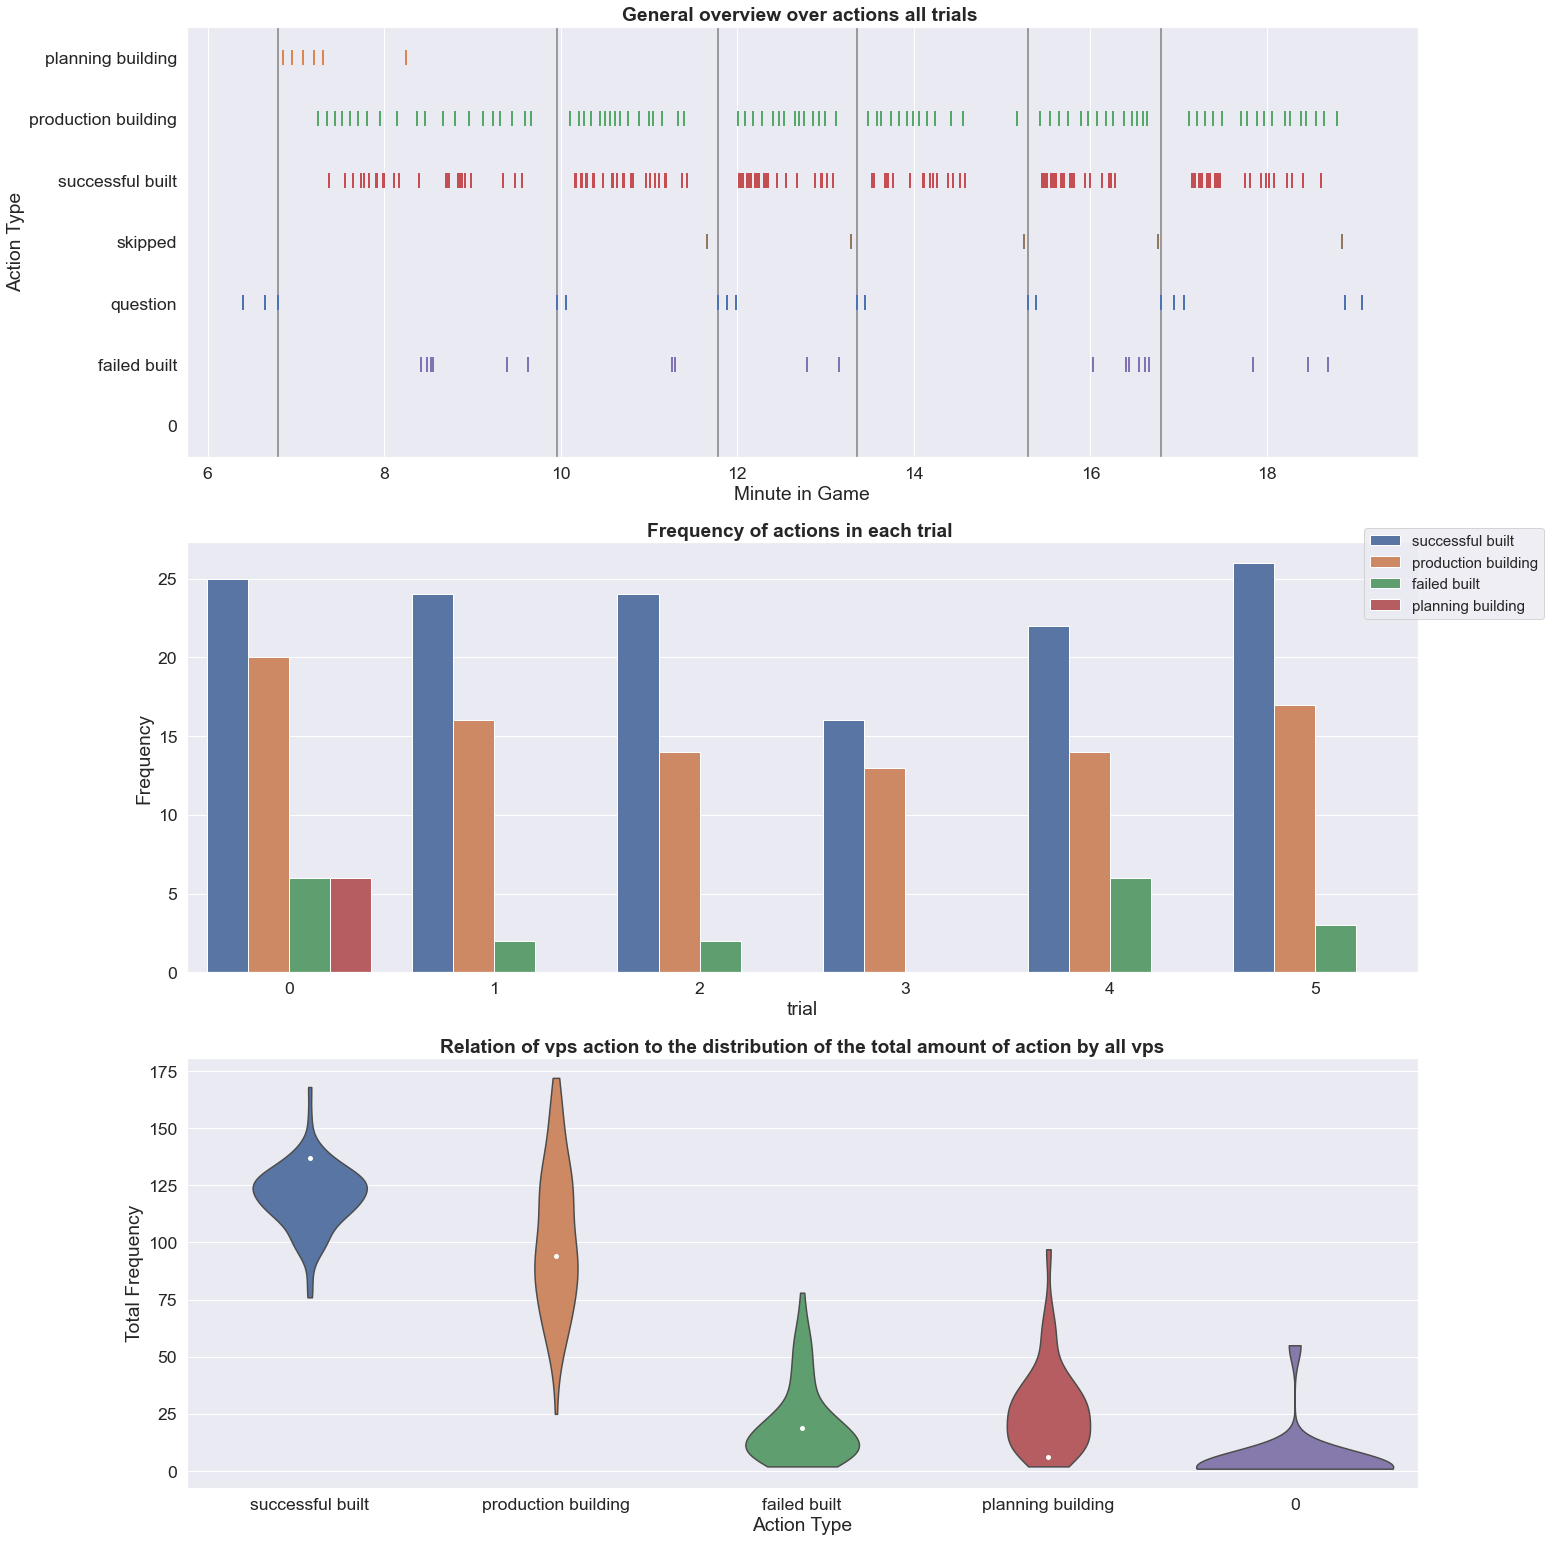 General overview over actions all trials
planning building
production building
successful built
skipped
question
failed built
0
Action Type
6 8 10 12 14 16 18
Minute in Game
Frequency of actions in each trial
successful built
production building
failed built
planning building
25
20
15
10
5
0
Frequency
0 1 2 3 4 5
trial
Relation of vps action to the distribution of the total amount of action by all vps
175
150
125
100
75
50
25
0
Total Frequency
successful built production building failed built planning building 0
Action Type